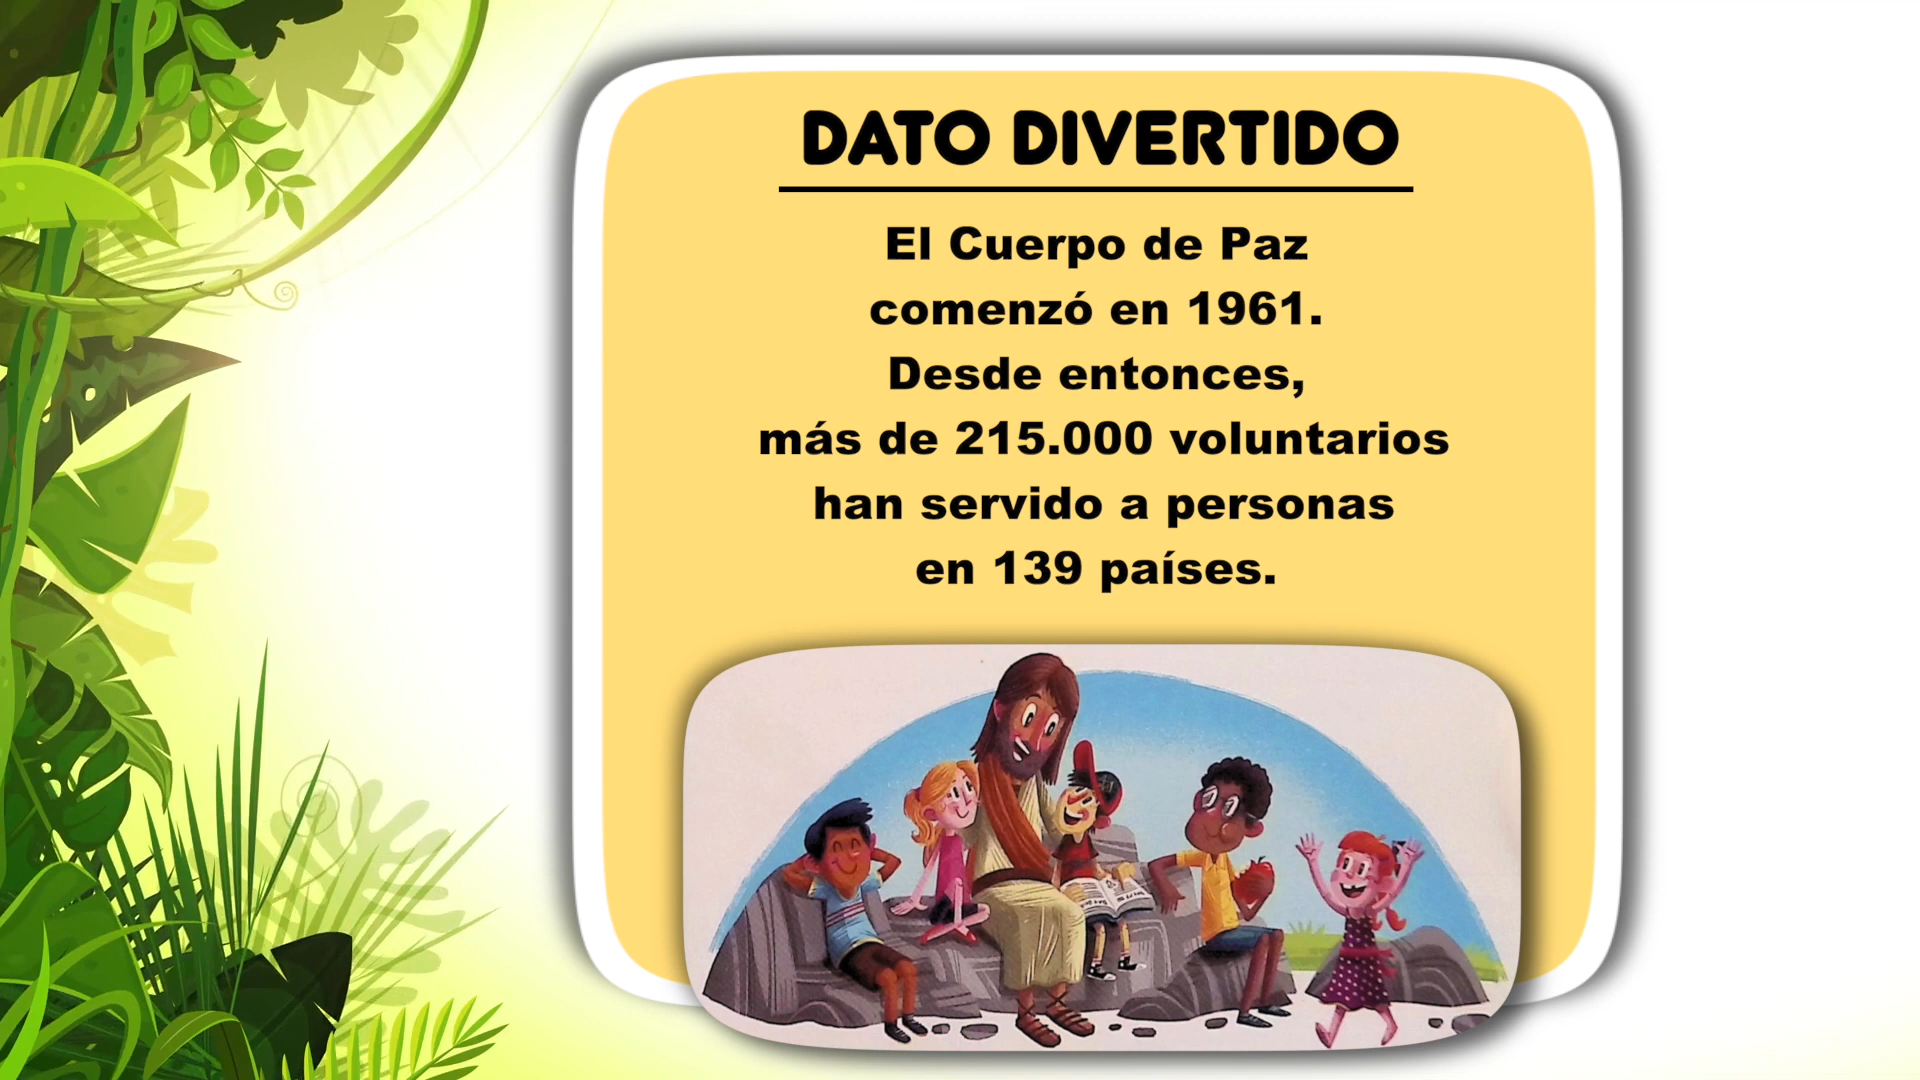 DATO DIVERTIDO
El Cuerpo de Paz
comenzó en 1961.
Desde entonces,
más de 215.000 voluntarios
han servido a personas
en 139 países.